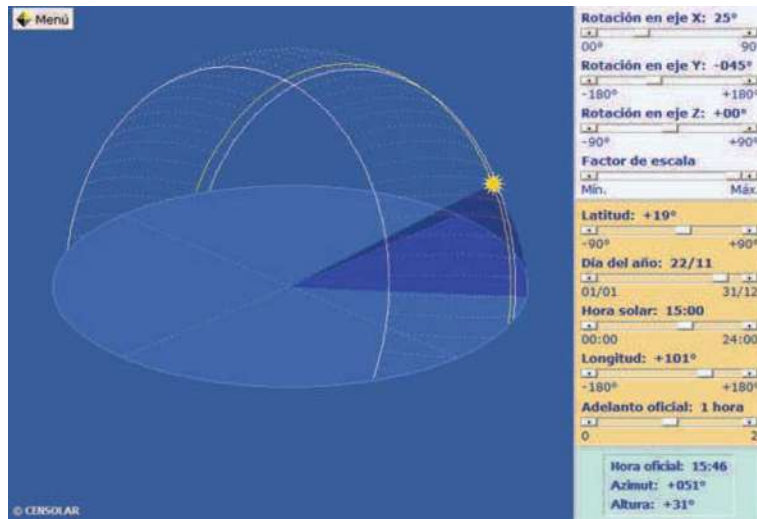 Menú
Rotación en eje X: 25°
00° 90
Rotación en eje Y: -045°
-180° +180°
Rotación en eje Z: +00°
-90° +90°
Factor de escala
Mín. Máx.
Latitud: +19°
-90° +90°
Día del año: 22/11
01/01 31/12
Hora solar: 15:00
00:00 24:00
Longitud: +101°
-180° +180°
Adelanto oficial: 1 hora
0 2
Hora oficial: 15:46
Azimut: +051°
Altura: +31°
© CENSOLAR